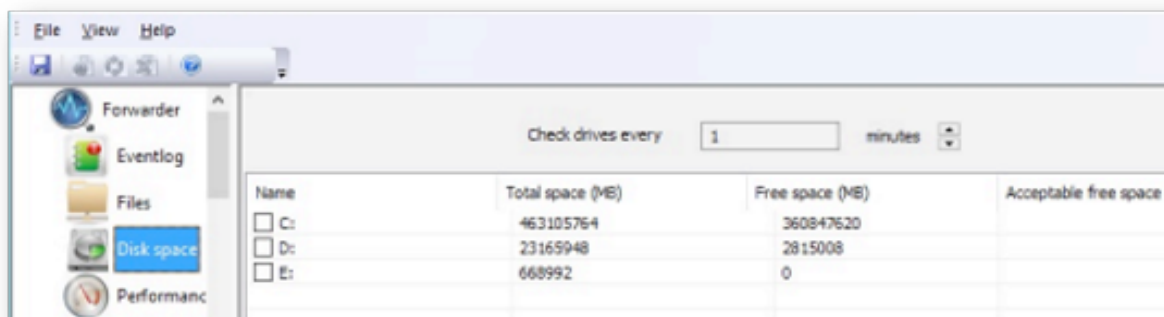 File View Help
Forwarder
Eventlog
Files
Disk space
Performanc
Check drives every 1 minutes
Name Total space (MB) Free space (MB) Acceptable free space
C: 463105764 360847620
D: 23165948 2815008
E: 668992 0